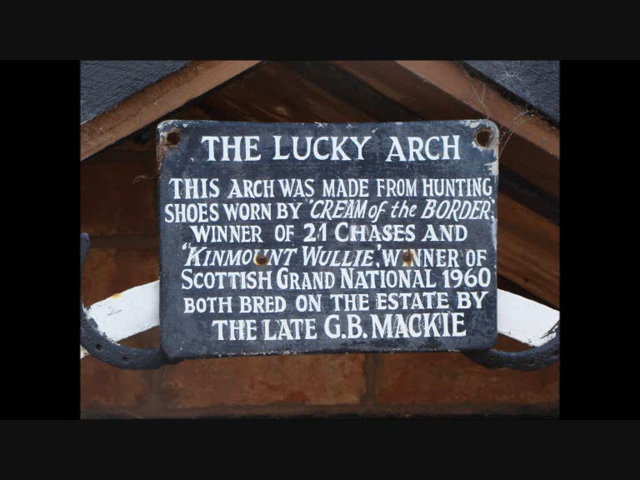 THE LUCKY ARCH
THIS ARCH WAS MADE FROM HUNTING
SHOES WORN BY 'CREAM of the BORDER',
WINNER OF 21 CHASES AND
'KINMOUNT WULLIE', WINNER OF
SCOTTISH GRAND NATIONAL 1960
BOTH BRED ON THE ESTATE BY
THE LATE G.B. MACKIE